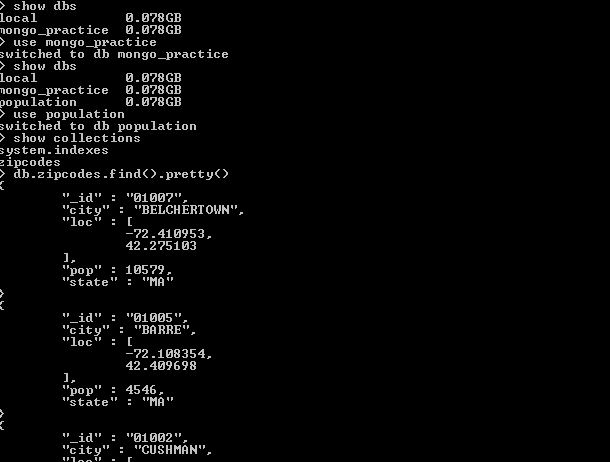 > show dbs
local           0.078GB
mongo_practice  0.078GB
> use mongo_practice
switched to db mongo_practice
> show dbs
local           0.078GB
mongo_practice  0.078GB
population      0.078GB
> use population
switched to db population
> show collections
system.indexes
zipcodes
> db.zipcodes.find().pretty()
{
        "_id" : "01007",
        "city" : "BELCHERTOWN",
        "loc" : [
                -72.410953,
                42.275103
        ],
        "pop" : 10579,
        "state" : "MA"
}
{
        "_id" : "01005",
        "city" : "BARRE",
        "loc" : [
                -72.108354,
                42.409698
        ],
        "pop" : 4546,
        "state" : "MA"
}
{
        "_id" : "01002",
        "city" : "CUSHMAN",
        "loc" : [